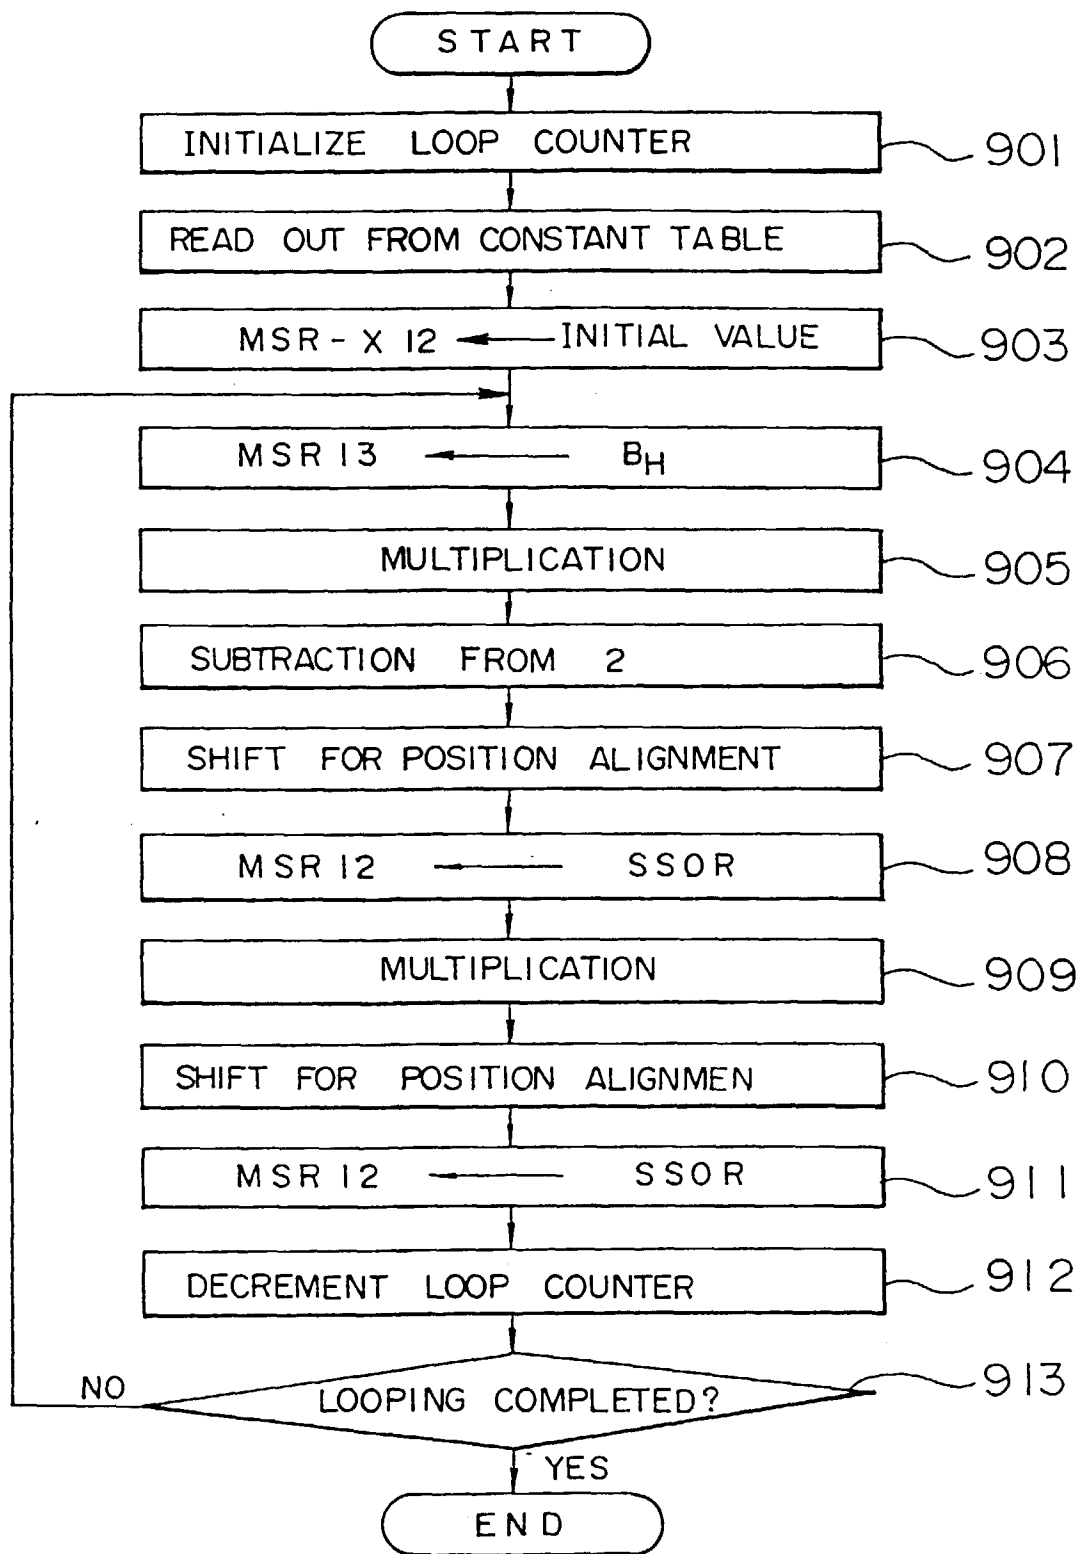 START
INITIALIZE LOOP COUNTER 901
READ OUT FROM CONSTANT TABLE 902
MSR-X 12 ← INITIAL VALUE 903
MSR 13 ← BH 904
MULTIPLICATION 905
SUBTRACTION FROM 2 906
SHIFT FOR POSITION ALIGNMENT 907
MSR 12 ← SSOR 908
MULTIPLICATION 909
SHIFT FOR POSITION ALIGNMEN 910
MSR 12 ← SSOR 911
DECREMENT LOOP COUNTER 912
NO LOOPING COMPLETED? 913
YES
END